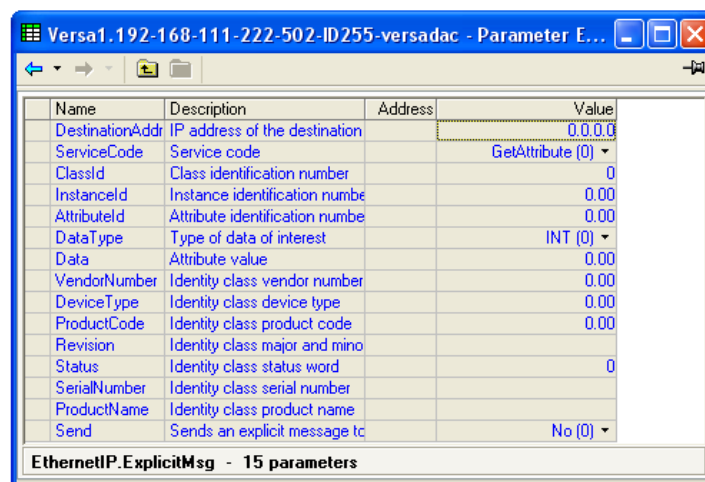 Versa1.192-168-111-222-502-ID255-versadac - Parameter E...
Name Description Address Value
DestinationAddr IP address of the destination 0.0.0.0
ServiceCode Service code GetAttribute (0)
ClassId Class identification number 0
InstanceId Instance identification numbe 0.00
AttributeId Attribute identification numbe 0.00
DataType Type of data of interest INT (0)
Data Attribute value 0.00
VendorNumber Identity class vendor number 0.00
DeviceType Identity class device type 0.00
ProductCode Identity class product code 0.00
Revision Identity class major and mino
Status Identity class status word 0
SerialNumber Identity class serial number
ProductName Identity class product name
Send Sends an explicit message to No (0)
EthernetIP.ExplicitMsg - 15 parameters